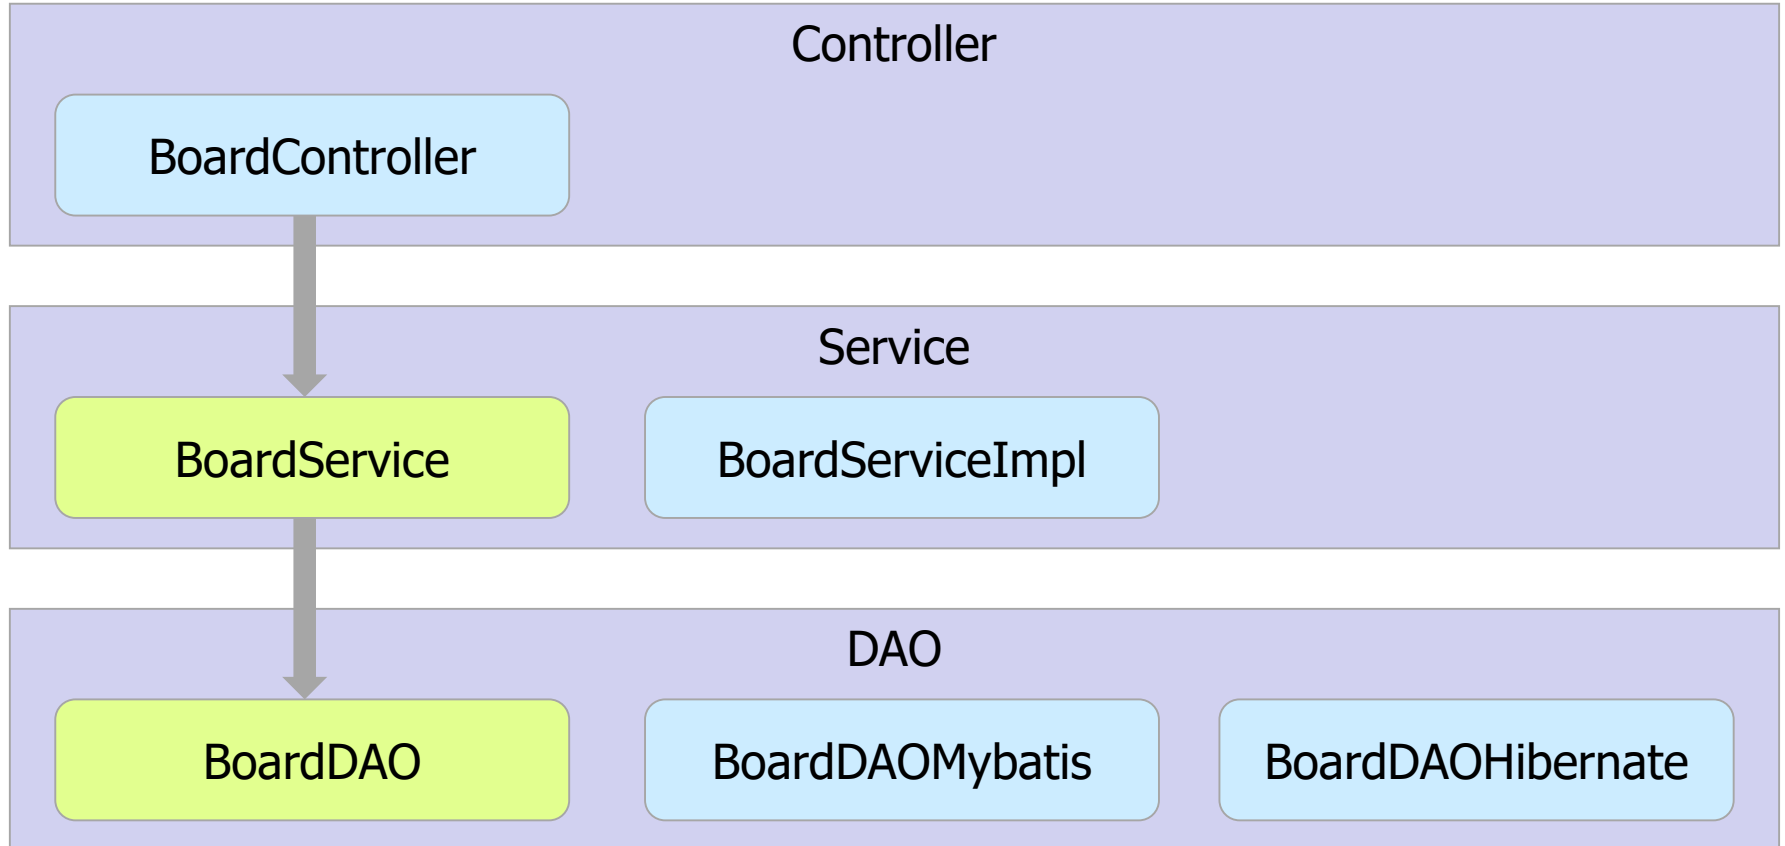 Controller
BoardController
Service
BoardService
BoardServiceImpl
DAO
BoardDAO
BoardDAOMybatis
BoardDAOHibernate